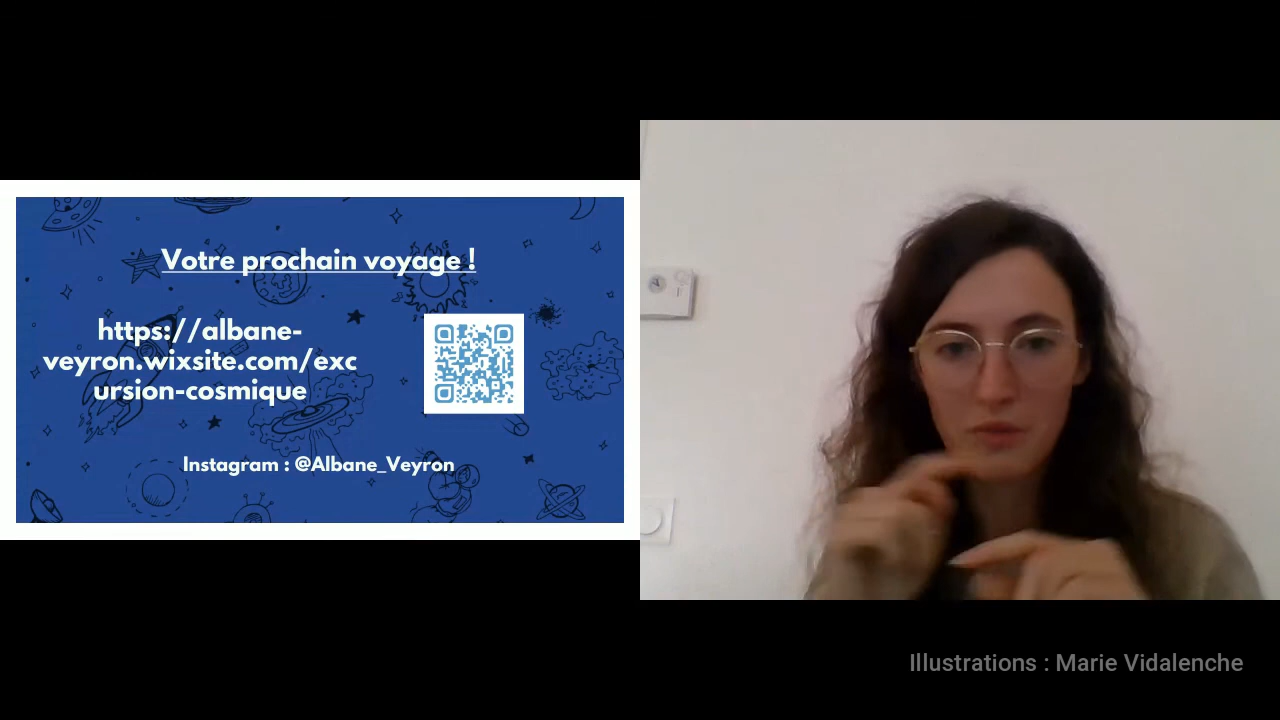 Votre prochain voyage !
https://albane-
veyron.wixsite.com/exc
ursion-cosmique
Instagram : @Albane_Veyron
Illustrations : Marie Vidalenche